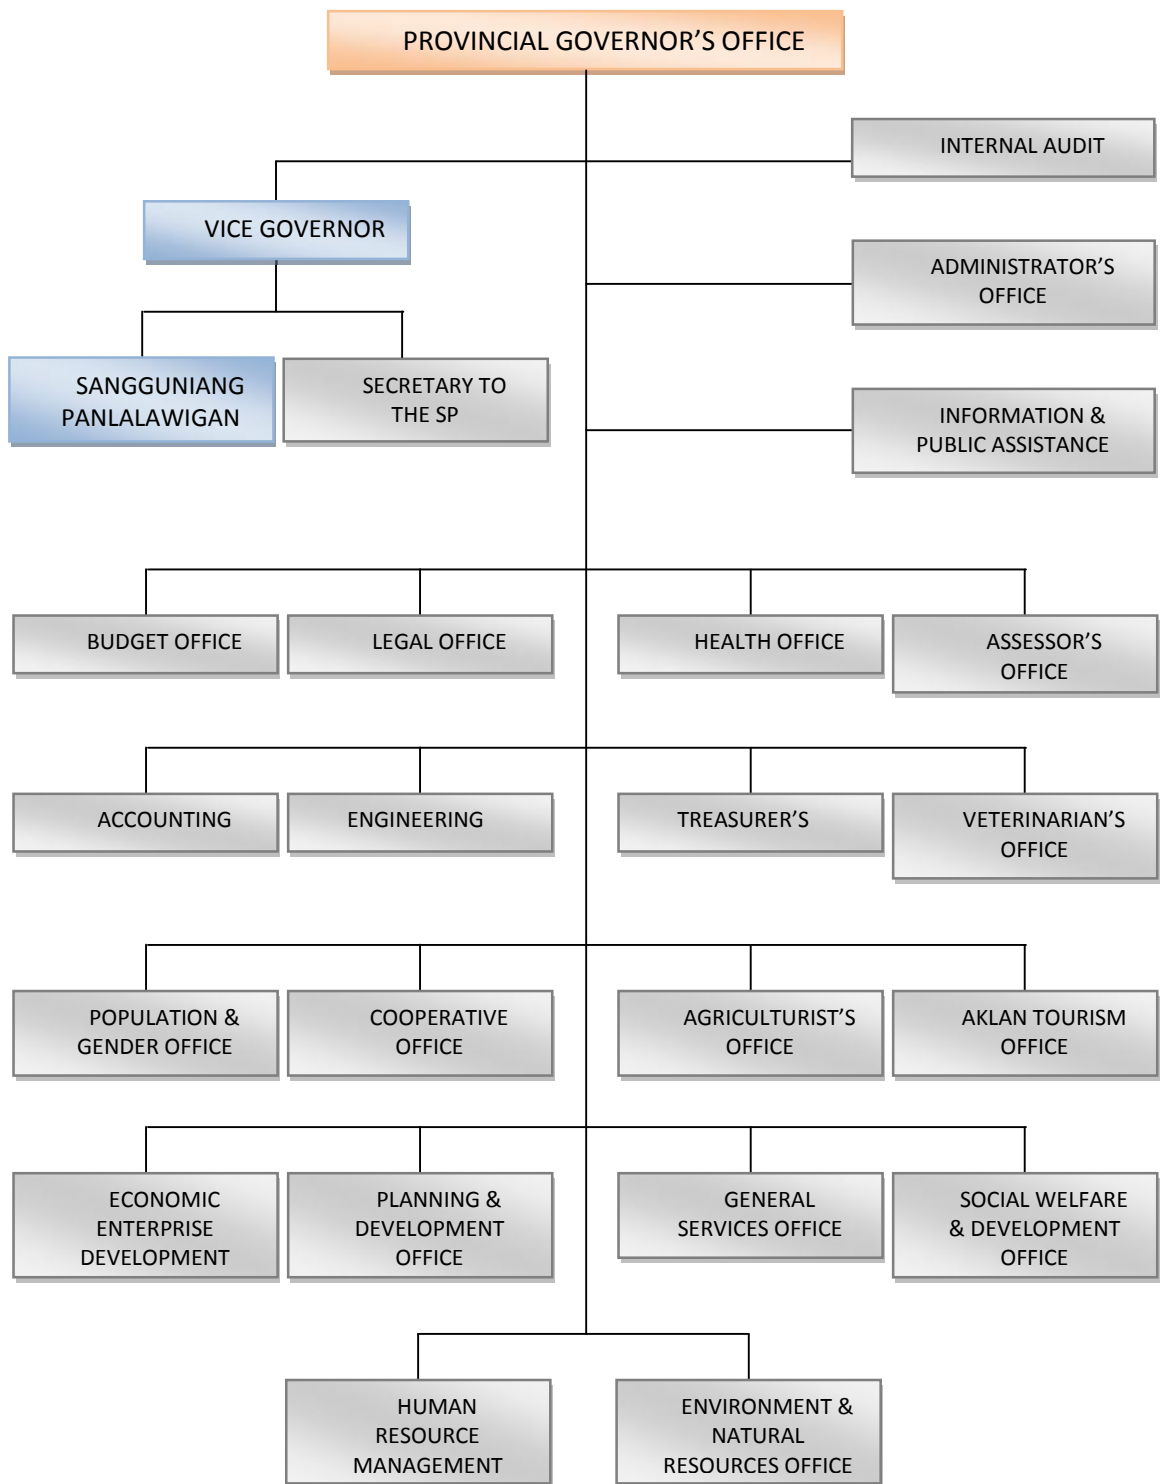 PROVINCIAL GOVERNOR’S OFFICE
INTERNAL AUDIT
VICE GOVERNOR
ADMINISTRATOR’S
OFFICE
SANGGUNIANG
PANLALAWIGAN
SECRETARY TO
THE SP
INFORMATION &
PUBLIC ASSISTANCE
BUDGET OFFICE
LEGAL OFFICE
HEALTH OFFICE
ASSESSOR’S
OFFICE
ACCOUNTING
ENGINEERING
TREASURER’S
VETERINARIAN’S
OFFICE
POPULATION &
GENDER OFFICE
COOPERATIVE
OFFICE
AGRICULTURIST’S
OFFICE
AKLAN TOURISM
OFFICE
ECONOMIC
ENTERPRISE
DEVELOPMENT
PLANNING &
DEVELOPMENT
OFFICE
GENERAL
SERVICES OFFICE
SOCIAL WELFARE
& DEVELOPMENT
OFFICE
HUMAN
RESOURCE
MANAGEMENT
ENVIRONMENT &
NATURAL
RESOURCES OFFICE